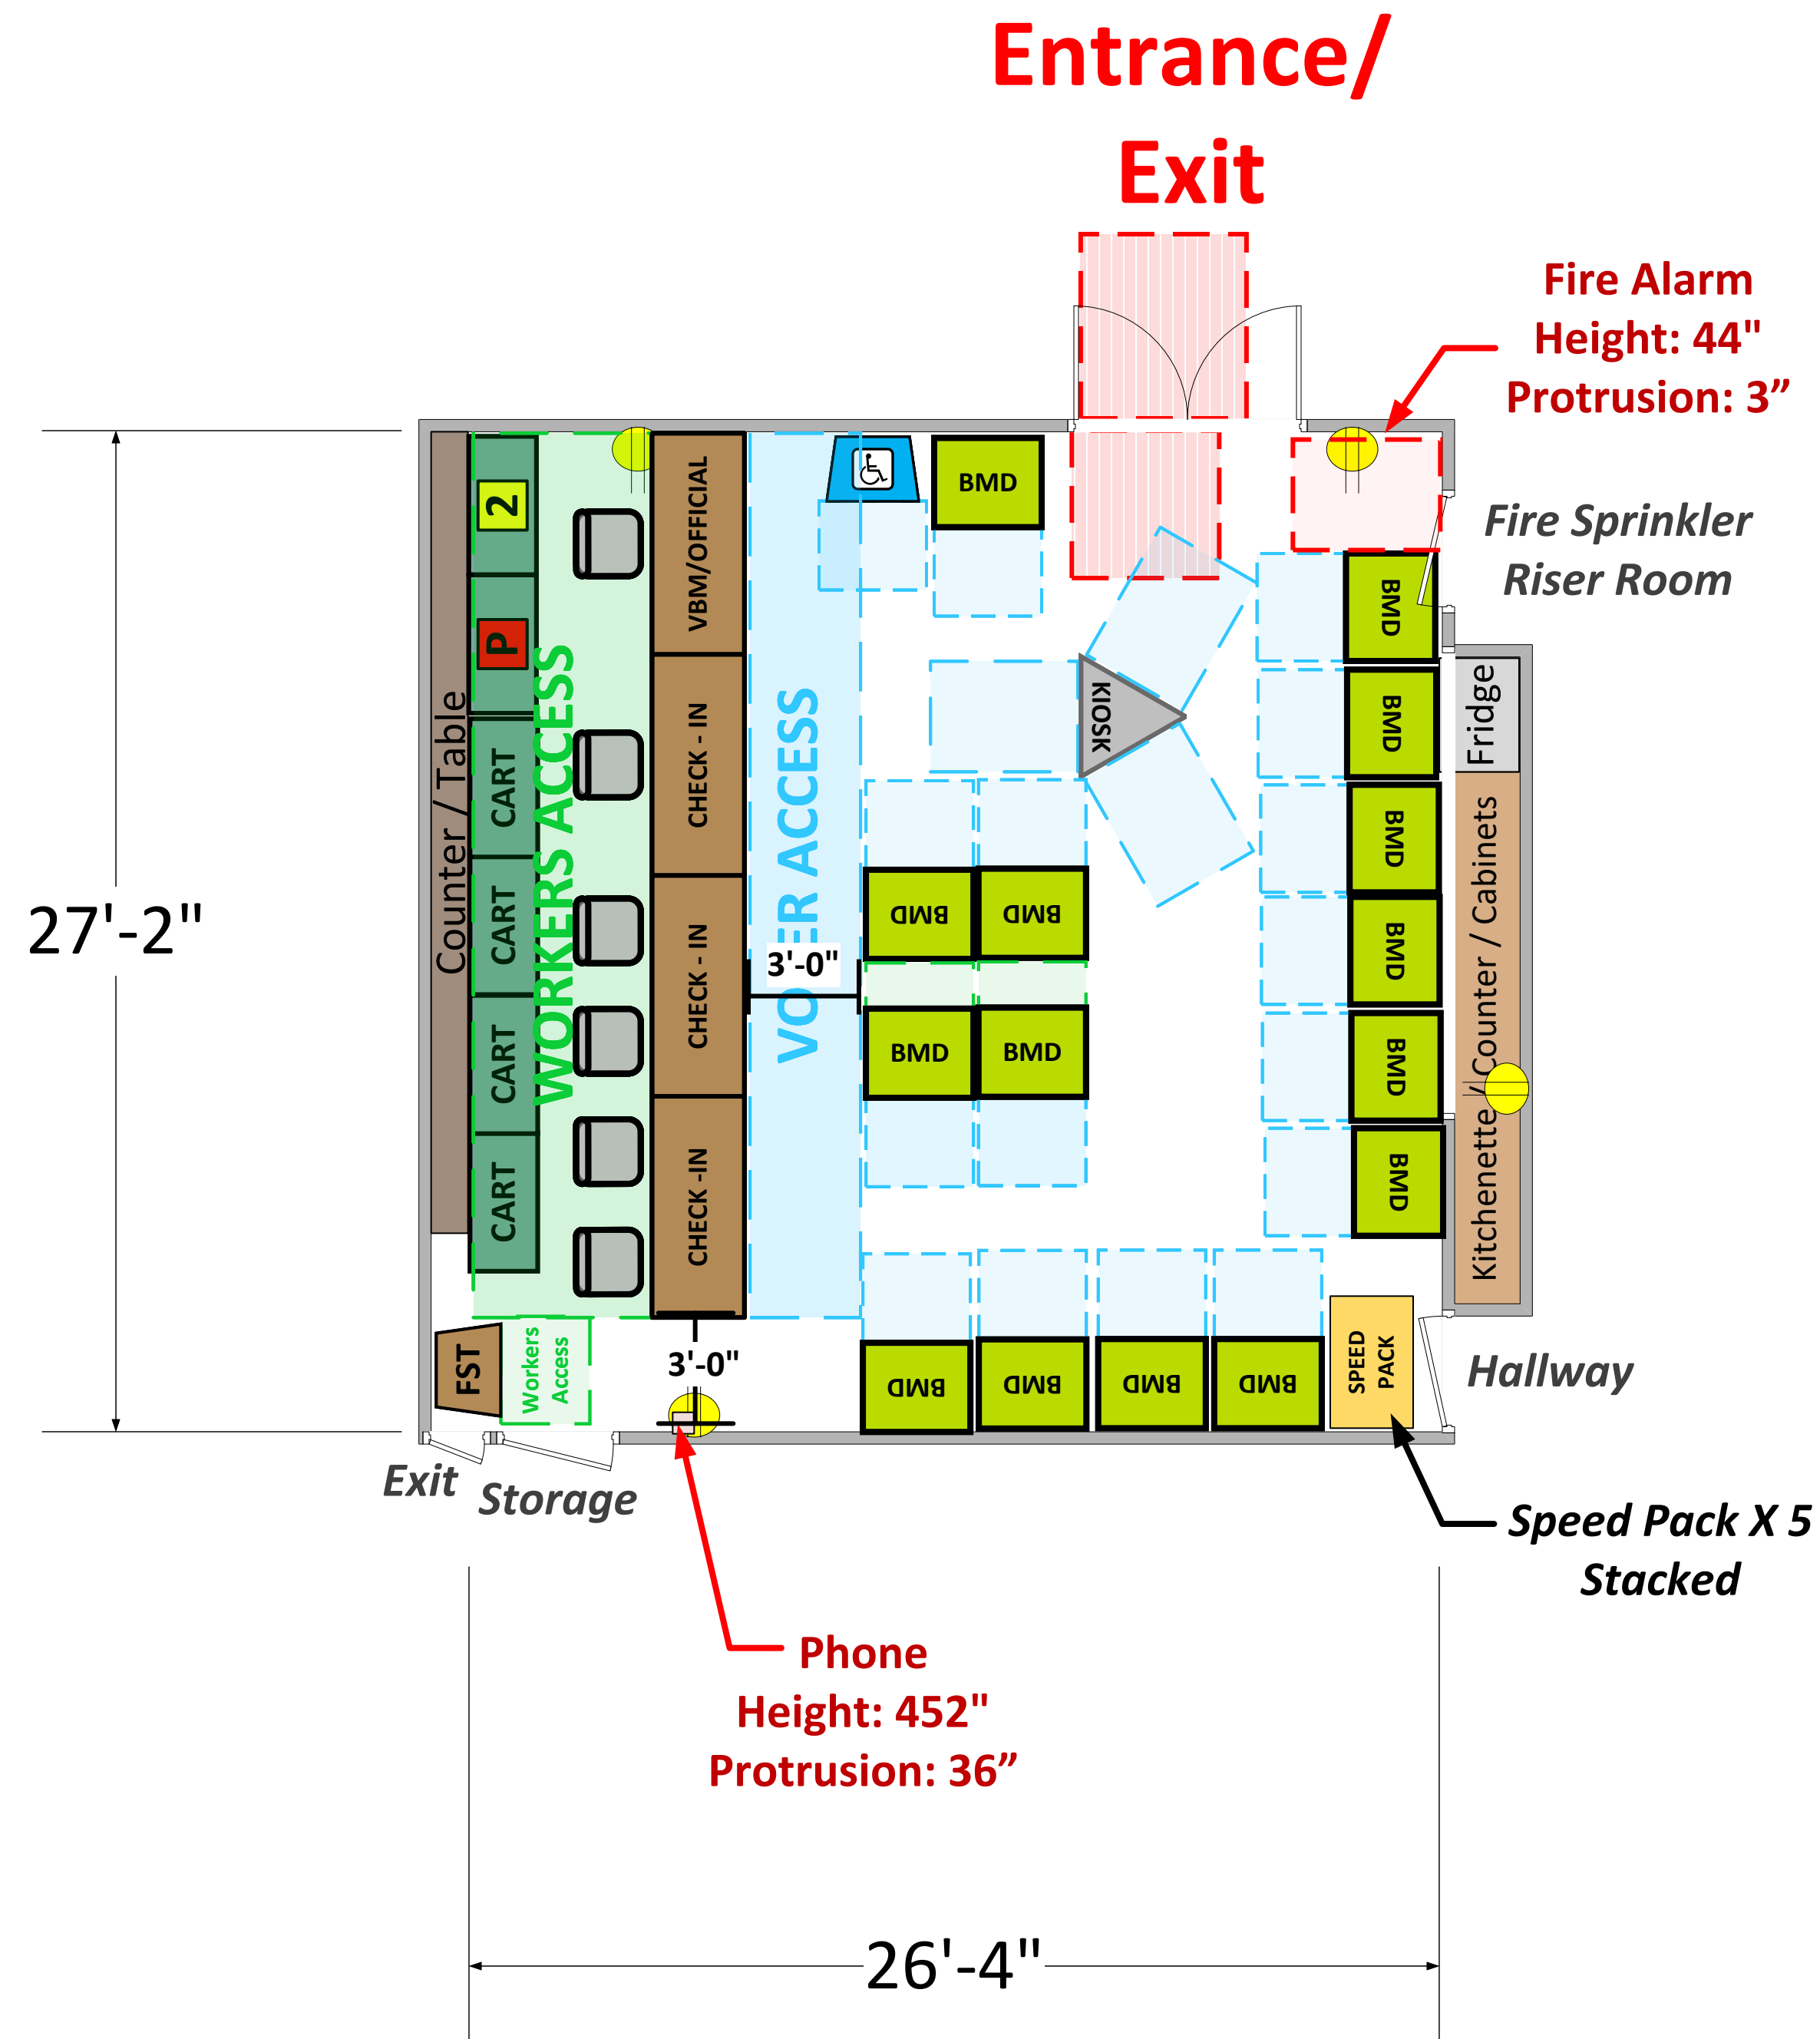 Entrance/
Exit
Fire Alarm
Height: 44"
Protrusion: 3”
Fire Sprinkler
Riser Room
2
P
CART
CART
CART
CART
Counter / Table
WORKERS ACCESS
VBM/OFFICIAL
CHECK - IN
CHECK - IN
CHECK -IN
VOTER ACCESS
3'-0"
BMD
KIOSK
BMD
BMD
BMD
BMD
BMD
BMD
BMD
BMD
BMD
BMD
Fridge
Kitchenette / Counter / Cabinets
27'-2"
FST
Workers
Access
3'-0"
BMD
BMD
BMD
BMD
SPEED
PACK
Hallway
Exit
Storage
Speed Pack X 5
Stacked
Phone
Height: 452"
Protrusion: 36”
26'-4"